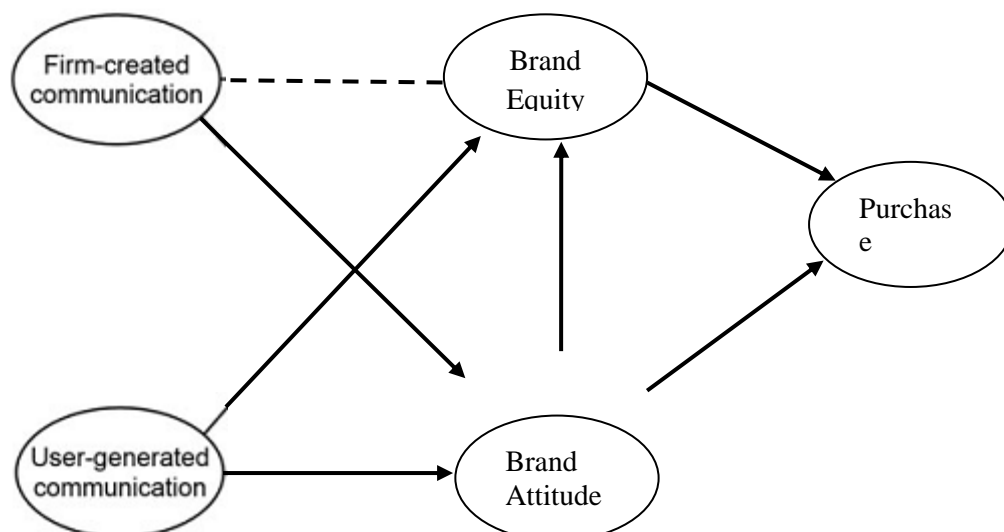 Firm-created
communication
Brand
Equity
Purchas
e
User-generated
communication
Brand
Attitude